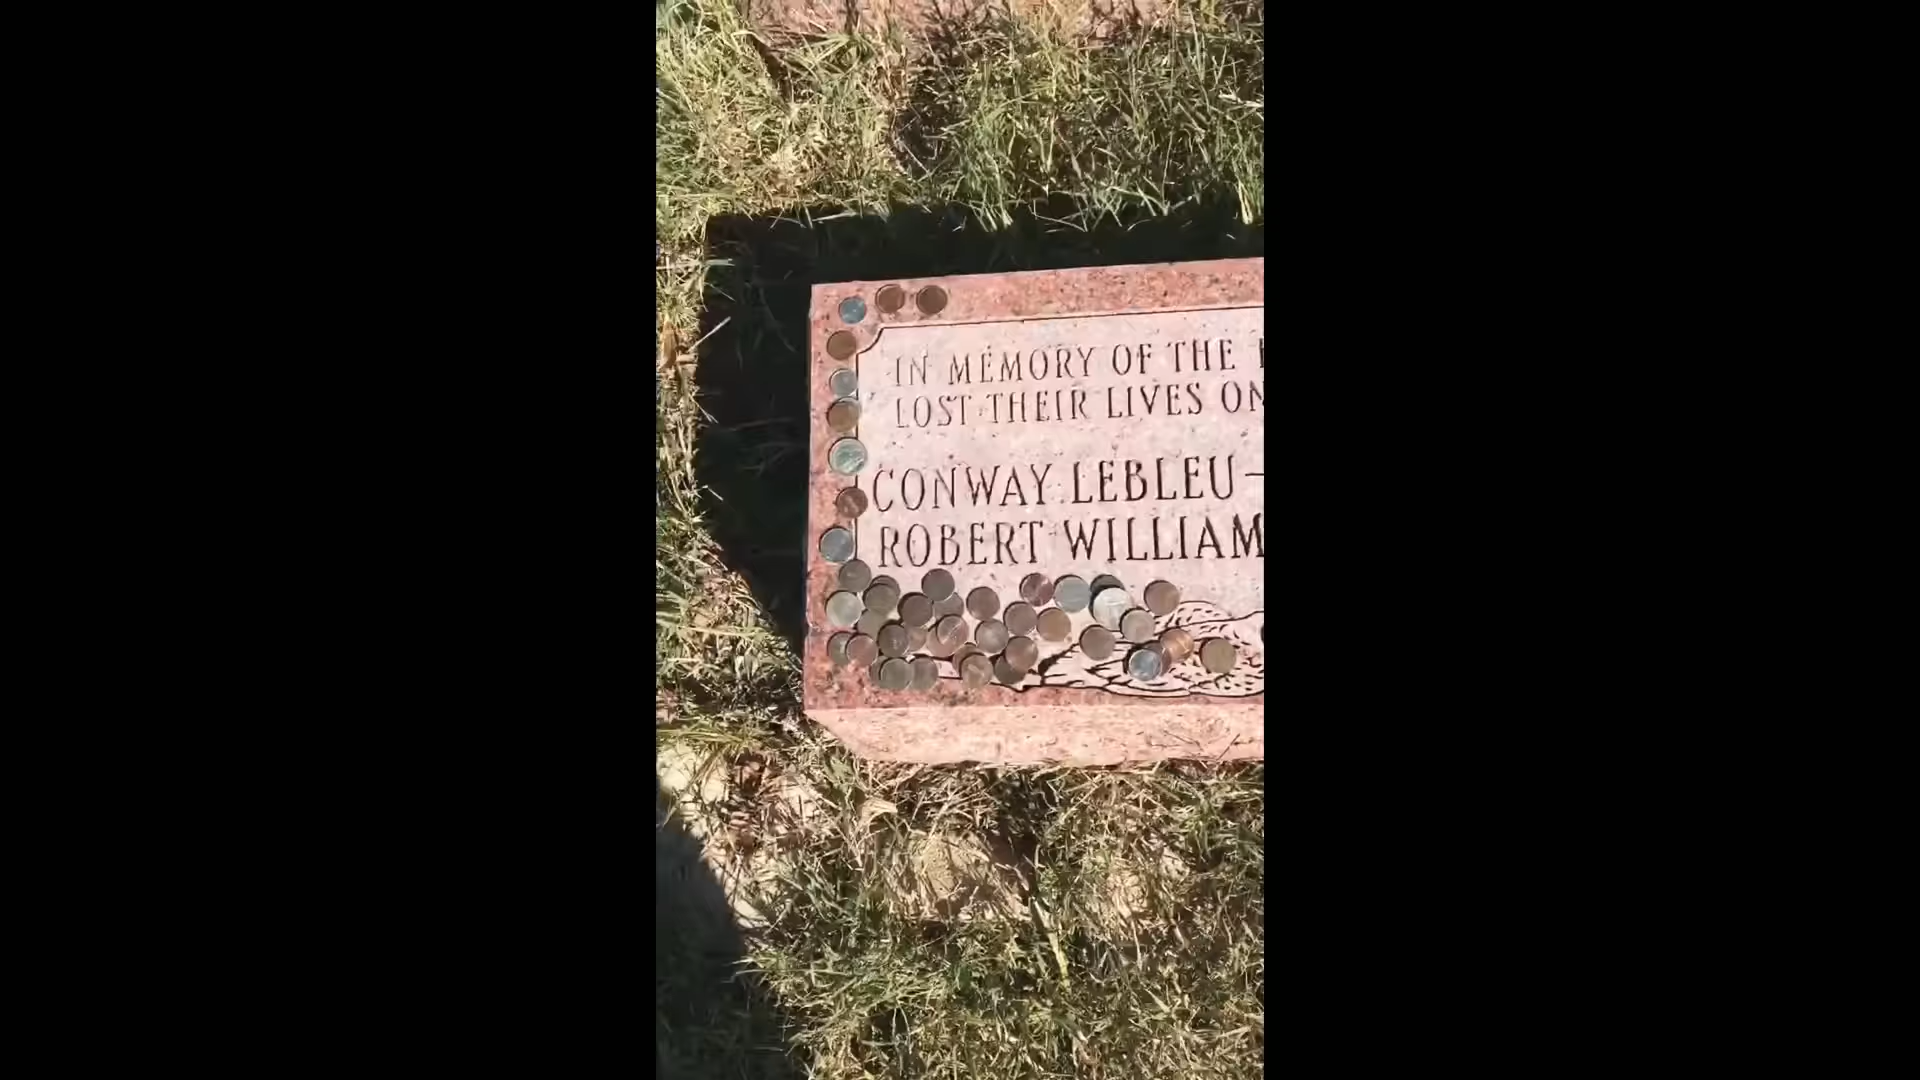 IN MEMORY OF THE
LOST THEIR LIVES ON
CONWAY LEBLEU—
ROBERT WILLIAM